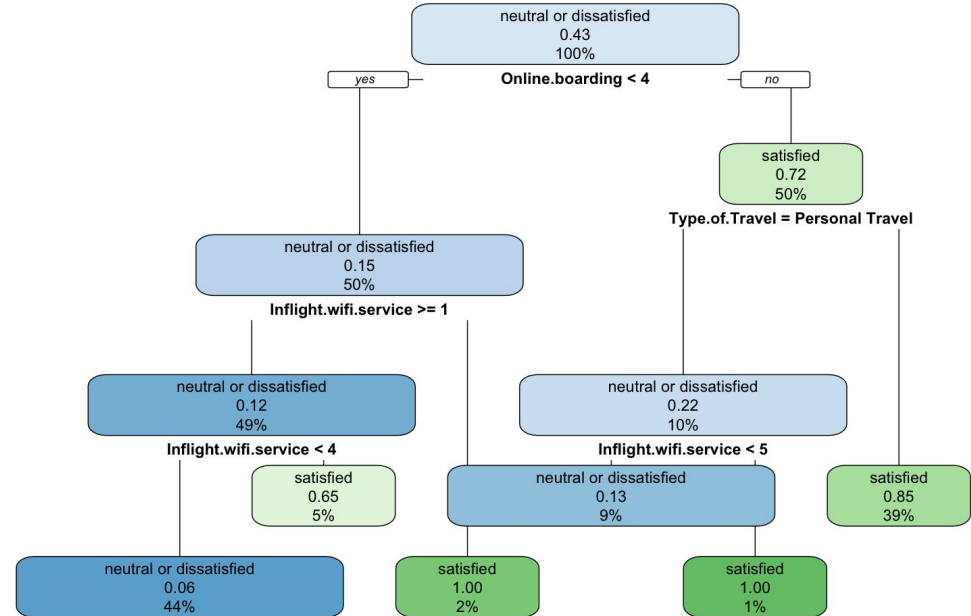 neutral or dissatisfied
0.43
100%
yes
Online.boarding < 4
no
satisfied
0.72
50%
Type.of.Travel = Personal Travel
neutral or dissatisfied
0.15
50%
Inflight.wifi.service >= 1
neutral or dissatisfied
0.12
49%
Inflight.wifi.service < 4
neutral or dissatisfied
0.22
10%
Inflight.wifi.service < 5
satisfied
0.65
5%
neutral or dissatisfied
0.13
9%
satisfied
0.85
39%
neutral or dissatisfied
0.06
44%
satisfied
1.00
2%
satisfied
1.00
1%